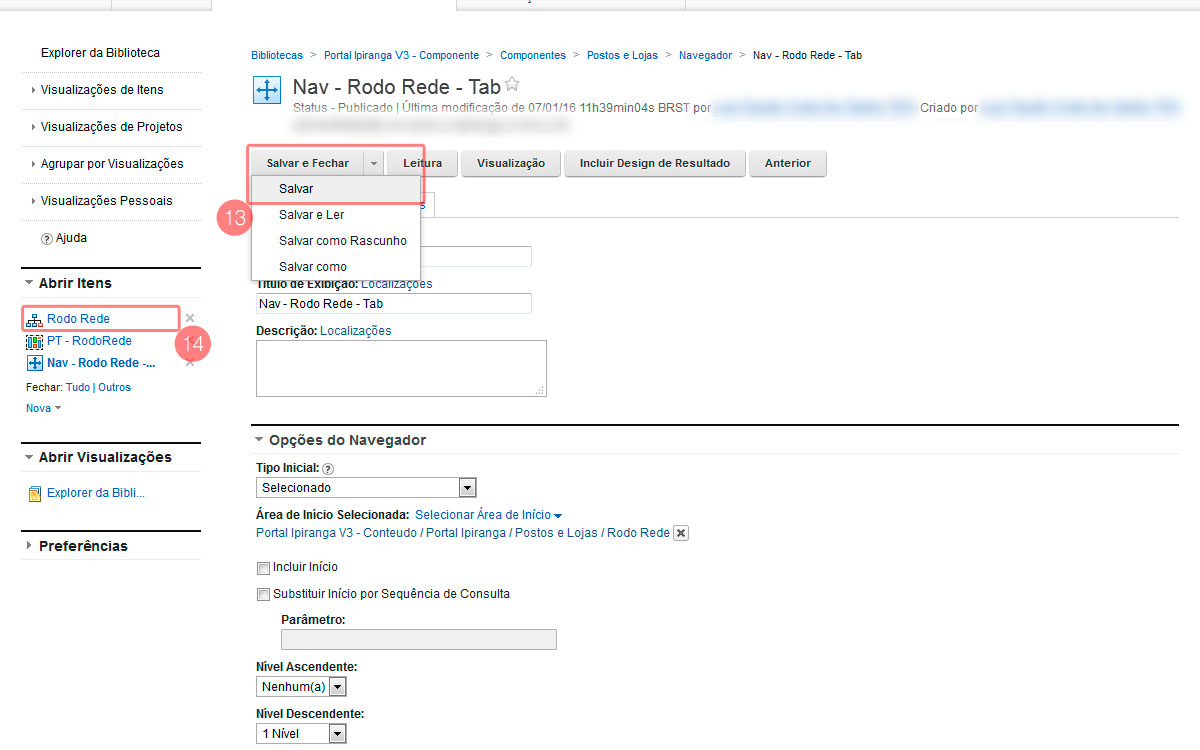 Explorer da Biblioteca
Visualizações de Itens
Visualizações de Projetos
Agrupar por Visualizações
Visualizações Pessoais
Ajuda
Abrir Itens
Rodo Rede
14
PT - RodoRede
Nav - Rodo Rede -...
Fechar: Tudo | Outros
Nova
Abrir Visualizações
Explorer da Bibli...
Preferências
Bibliotecas > Portal Ipiranga V3 - Componente > Componentes > Postos e Lojas > Navegador > Nav - Rodo Rede - Tab
Nav - Rodo Rede - Tab
Status - Publicado | Última modificação de 07/01/16 11h39min04s BRST por Criado por
Salvar e Fechar Leitura Visualização Incluir Design de Resultado Anterior
13
Salvar
Salvar e Ler
Salvar como Rascunho
Salvar como
Título de Exibição: Localizações
Nav - Rodo Rede - Tab
Descrição: Localizações
Opções do Navegador
Tipo Inicial:
Selecionado
Área de Início Selecionada: Selecionar Área de Início
Portal Ipiranga V3 - Conteudo / Portal Ipiranga / Postos e Lojas / Rodo Rede
Incluir Início
Substituir Início por Sequência de Consulta
Parâmetro:
Nível Ascendente:
Nenhum(a)
Nível Descendente:
1 Nível